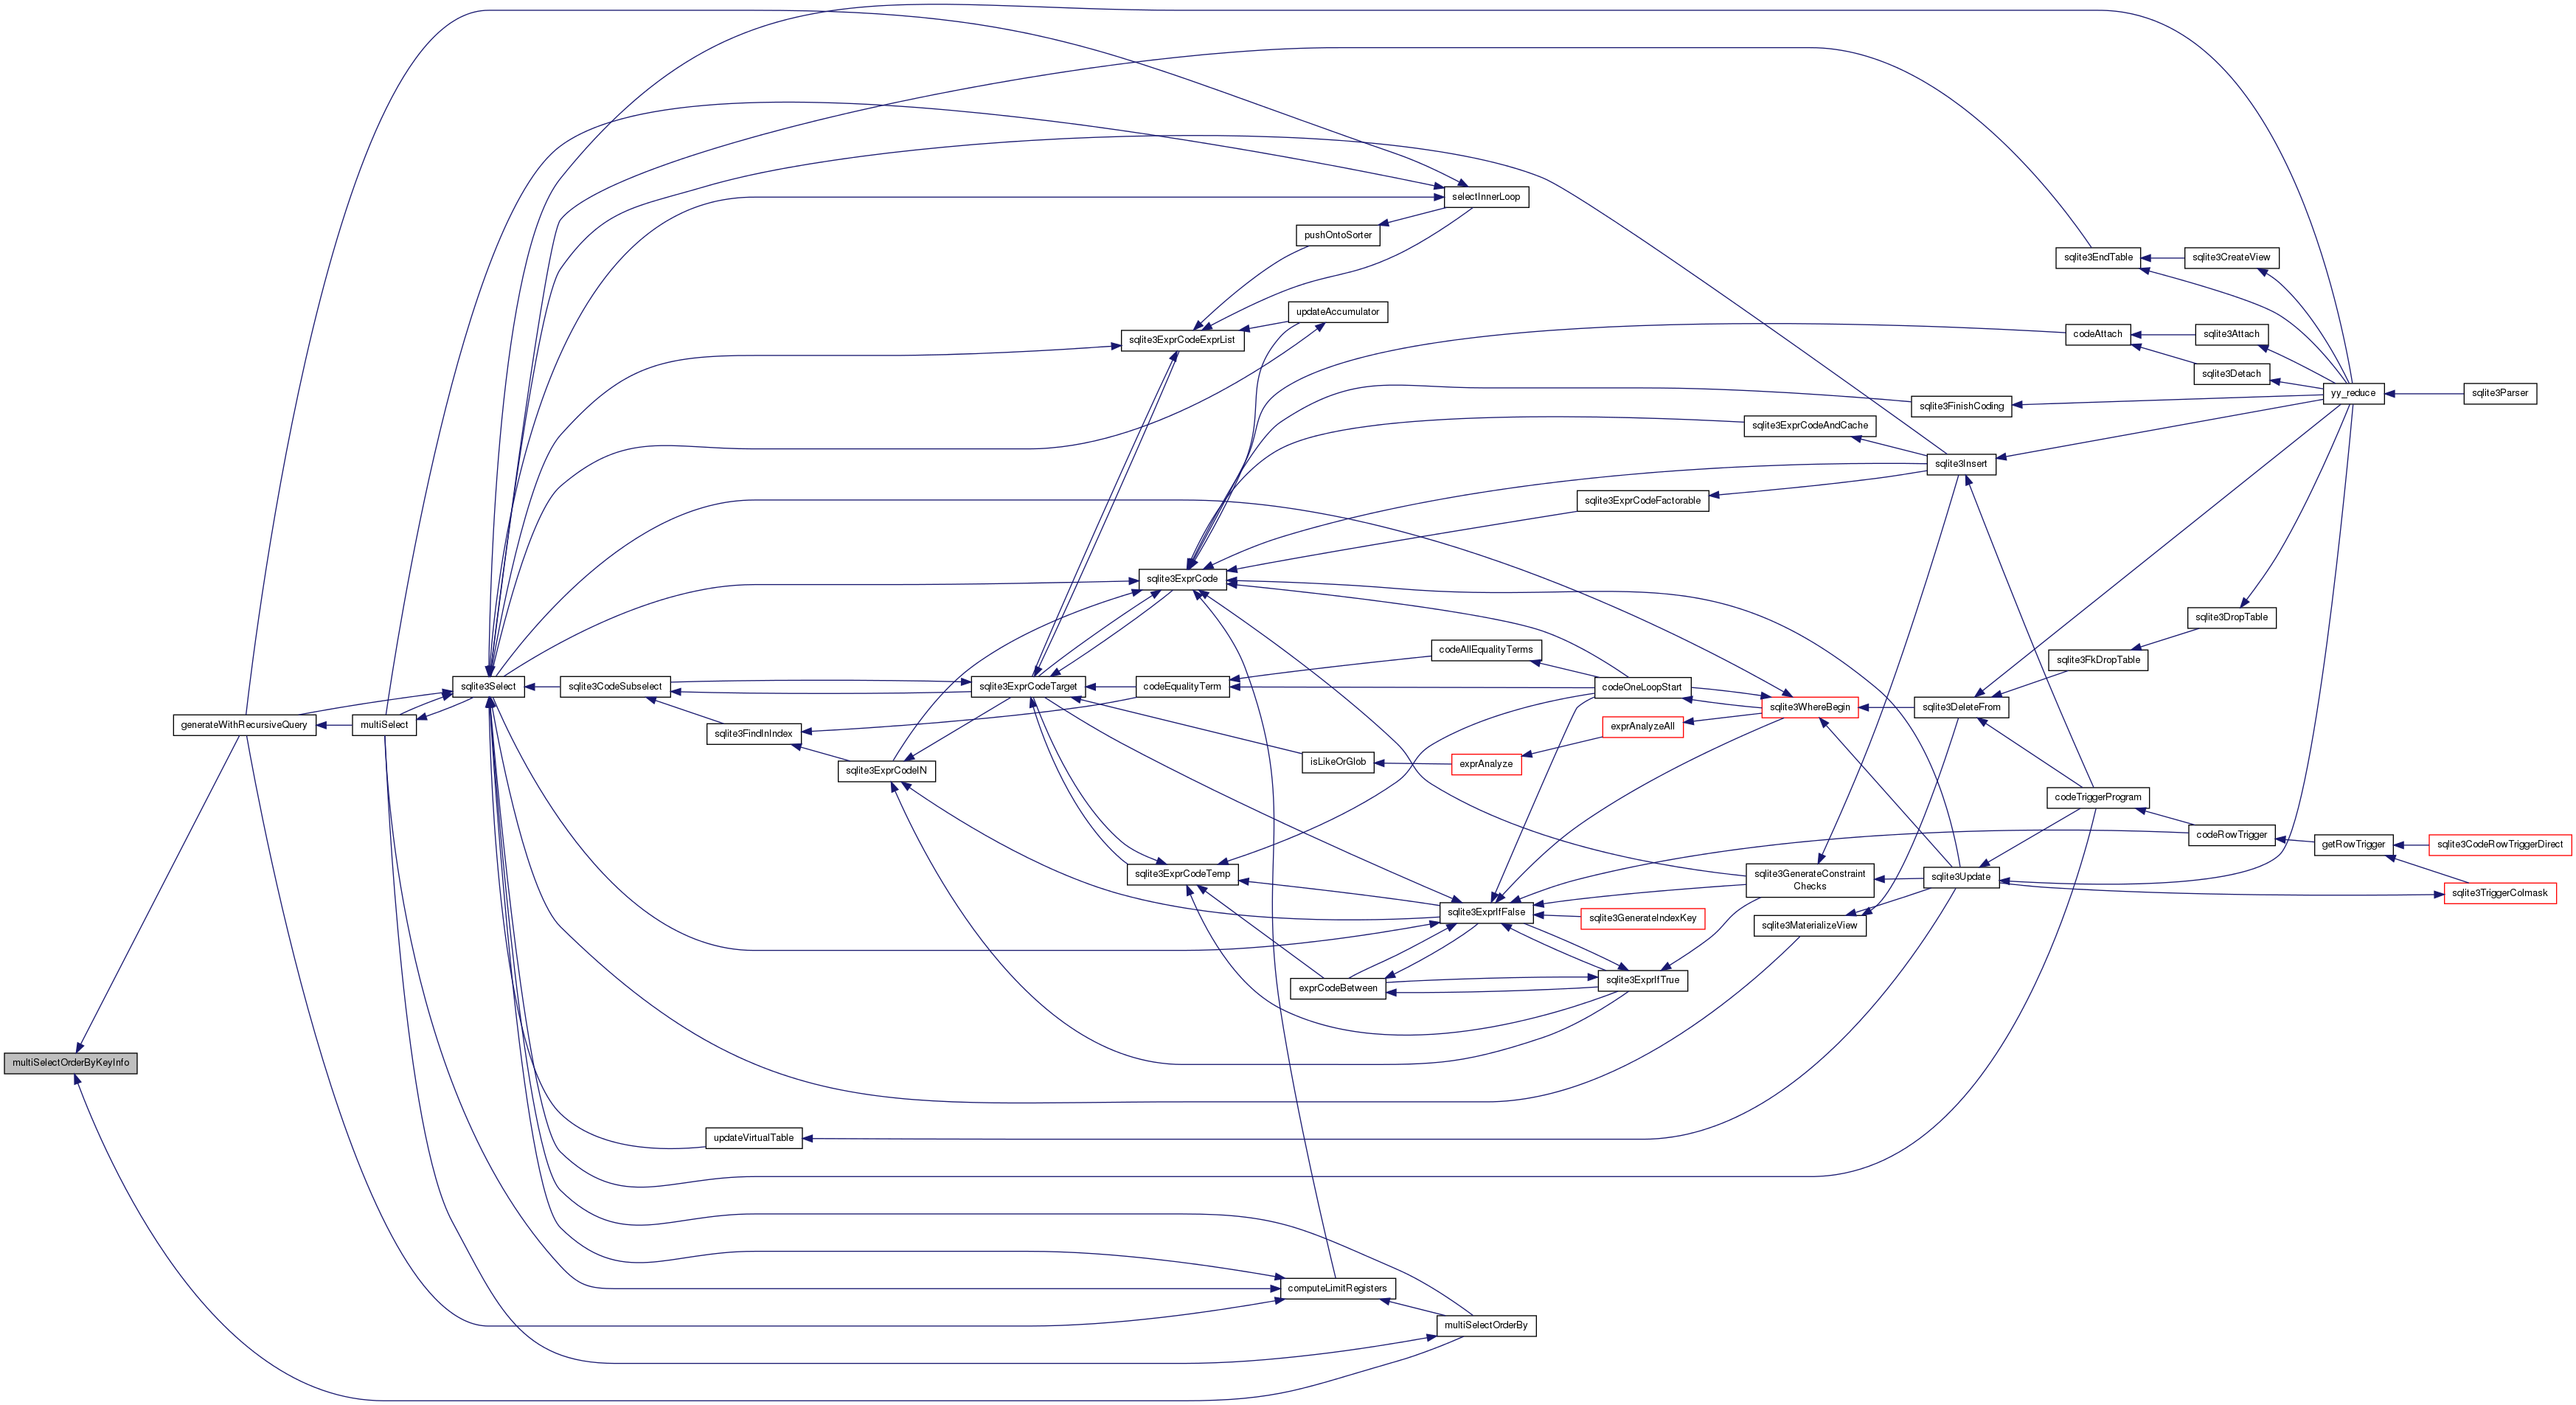 selectInnerLoop
pushOntoSorter
sqlite3EndTable
sqlite3CreateView
updateAccumulator
sqlite3ExprCodeExprList
codeAttach
sqlite3Attach
sqlite3Detach
yy_reduce
sqlite3Parser
sqlite3FinishCoding
sqlite3ExprCodeAndCache
sqlite3Insert
sqlite3ExprCodeFactorable
sqlite3ExprCode
sqlite3DropTable
codeAllEqualityTerms
sqlite3FkDropTable
sqlite3Select
sqlite3CodeSubselect
sqlite3ExprCodeTarget
codeEqualityTerm
codeOneLoopStart
sqlite3WhereBegin
sqlite3DeleteFrom
generateWithRecursiveQuery
multiSelect
sqlite3FindInIndex
exprAnalyzeAll
sqlite3ExprCodeIN
isLikeOrGlob
exprAnalyze
codeTriggerProgram
codeRowTrigger
getRowTrigger
sqlite3CodeRowTriggerDirect
sqlite3ExprCodeTemp
sqlite3GenerateConstraint
Checks
sqlite3Update
sqlite3TriggerColmask
sqlite3ExprIfFalse
sqlite3GenerateIndexKey
sqlite3MaterializeView
exprCodeBetween
sqlite3ExprIfTrue
multiSelectOrderByKeyInfo
updateVirtualTable
computeLimitRegisters
multiSelectOrderBy